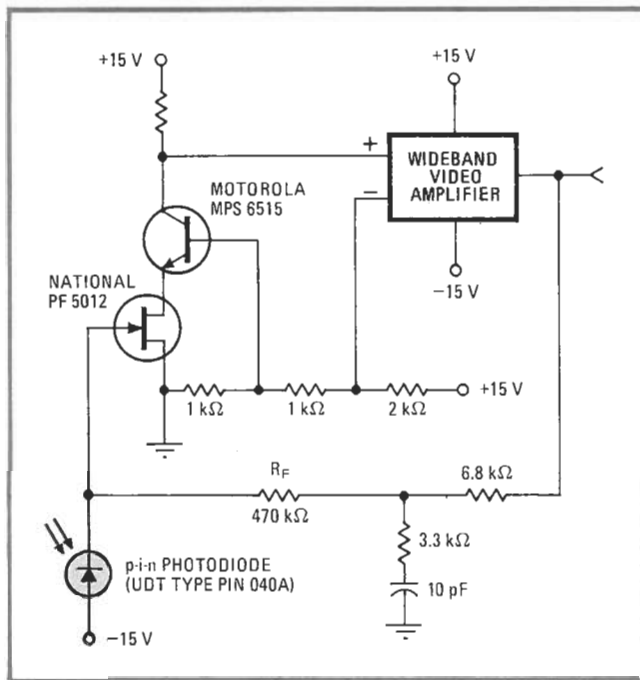 +15 V
+15 V
+
WIDEBAND
VIDEO
AMPLIFIER
−
MOTOROLA
MPS 6515
−15 V
NATIONAL
PF 5012
1 kΩ
1 kΩ
2 kΩ
+15 V
R_F
470 kΩ
6.8 kΩ
3.3 kΩ
10 pF
p-i-n PHOTODIODE
(UDT TYPE PIN 040A)
−15 V